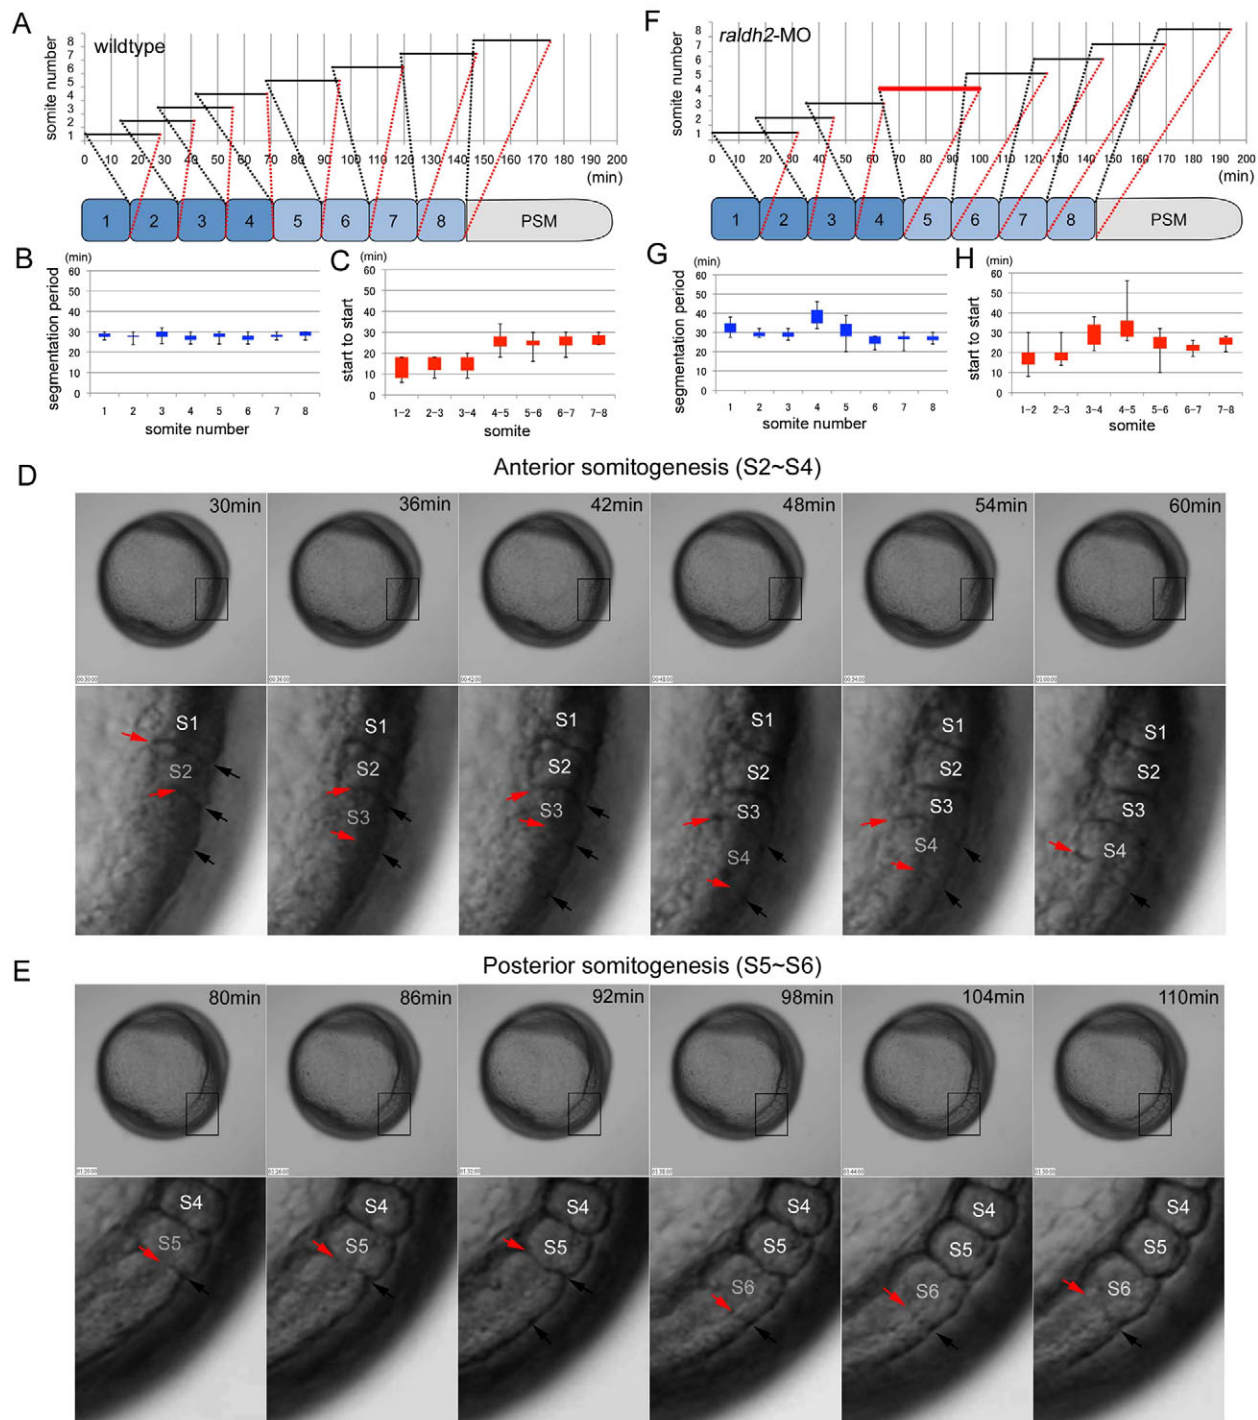 A
wildtype
somite number
8
7
6
5
4
3
2
1
0 10 20 30 40 50 60 70 80 90 100 110 120 130 140 150 160 170 180 190 200
(min)
1 2 3 4 5 6 7 8 PSM
B
(min)
segmentation period
60
50
40
30
20
10
0
1 2 3 4 5 6 7 8
somite number
C
(min)
start to start
60
50
40
30
20
10
0
1-2 2-3 3-4 4-5 5-6 6-7 7-8
somite
F
raldh2-MO
somite number
8
7
6
5
4
3
2
1
0 10 20 30 40 50 60 70 80 90 100 110 120 130 140 150 160 170 180 190 200
(min)
1 2 3 4 5 6 7 8 PSM
G
(min)
segmentation period
60
50
40
30
20
10
0
1 2 3 4 5 6 7 8
somite number
H
(min)
start to start
60
50
40
30
20
10
0
1-2 2-3 3-4 4-5 5-6 6-7 7-8
somite
D
Anterior somitogenesis (S2~S4)
30min 36min 42min 48min 54min 60min
S1 S1 S1 S1 S1 S1
S2 S2 S2 S2 S2 S2
S3 S3 S3 S3 S3
S4 S4 S4
E
Posterior somitogenesis (S5~S6)
80min 86min 92min 98min 104min 110min
S4 S4 S4 S4 S4 S4
S5 S5 S5 S5 S5 S5
S6 S6 S6